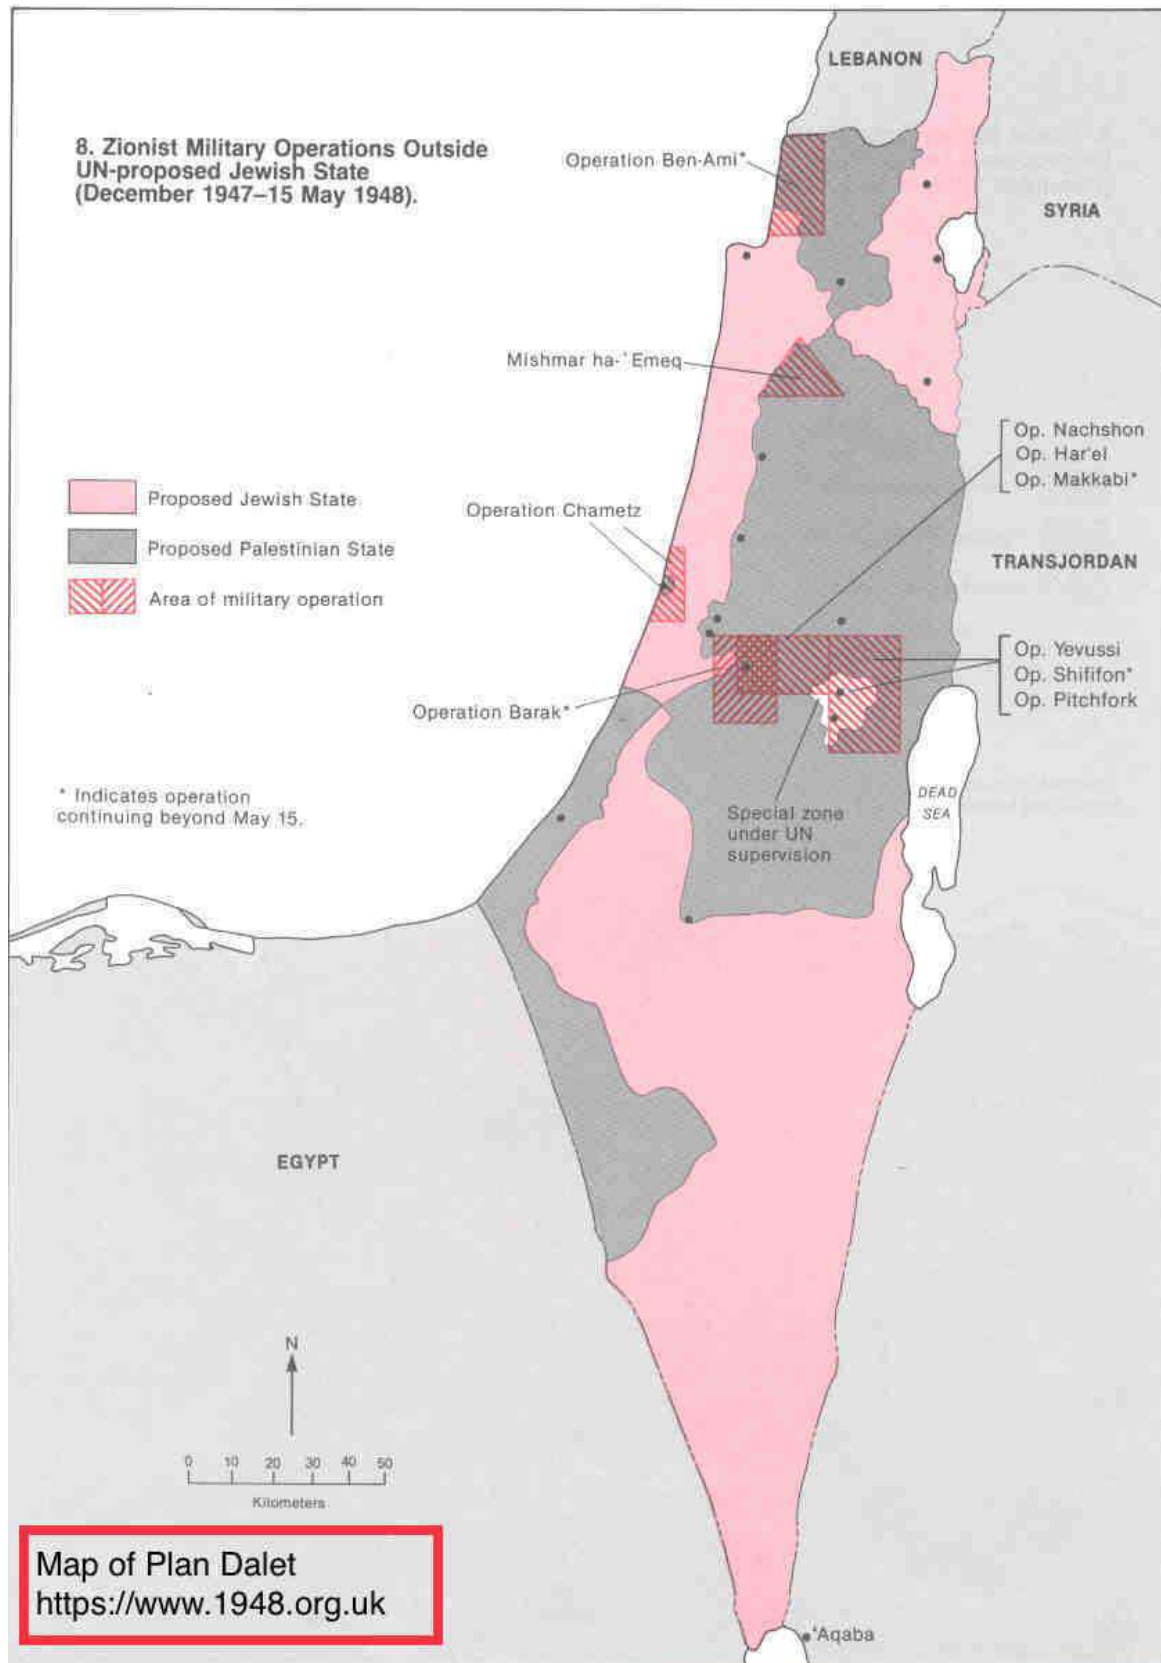 LEBANON
8. Zionist Military Operations Outside
UN-proposed Jewish State
(December 1947–15 May 1948).
Operation Ben-Ami*
SYRIA
Mishmar ha-'Emeq
Op. Nachshon
Op. Har'el
Op. Makkabi*
Proposed Jewish State
Operation Chametz
Proposed Palestinian State
TRANSJORDAN
Area of military operation
Op. Yevussi
Op. Shififon*
Op. Pitchfork
Operation Barak*
* Indicates operation
continuing beyond May 15.
DEAD
SEA
Special zone
under UN
supervision
EGYPT
N
0 10 20 30 40 50
Kilometers
Map of Plan Dalet
https://www.1948.org.uk
'Aqaba